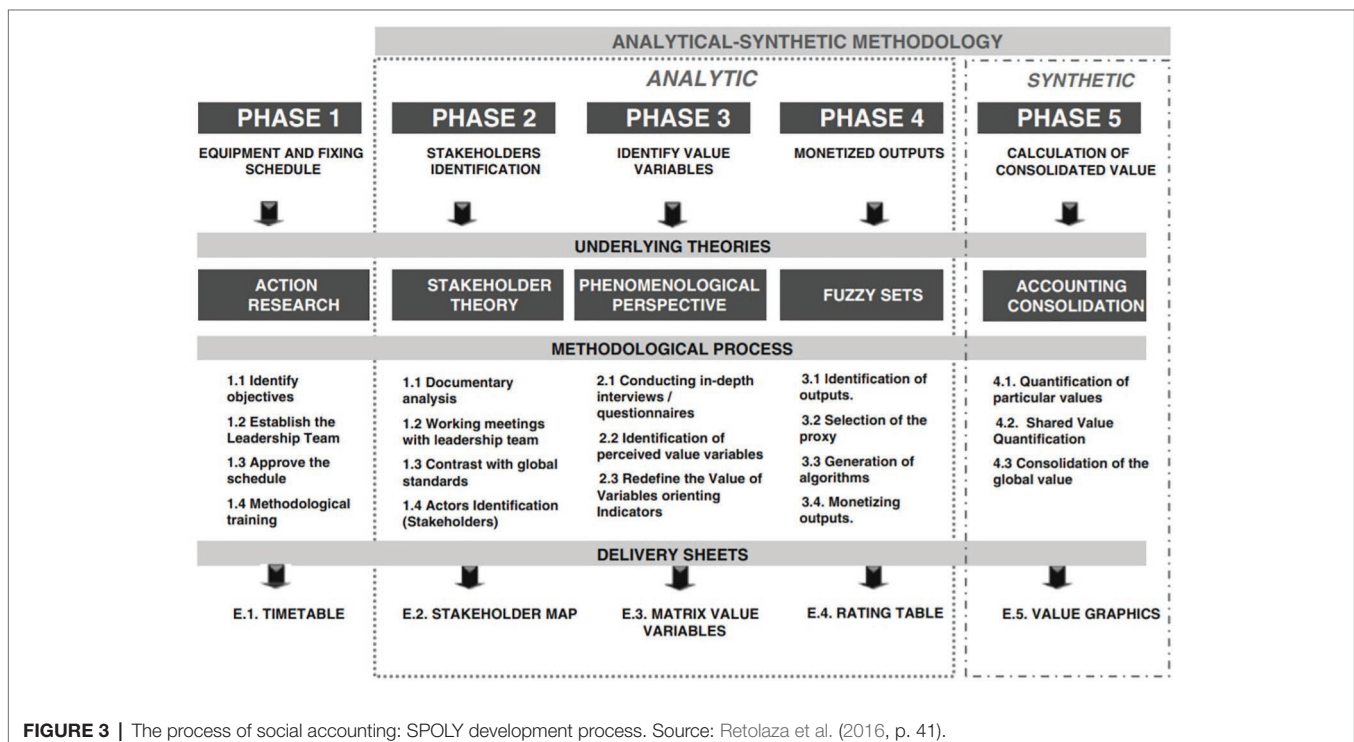 ANALYTICAL-SYNTHETIC METHODOLOGY
ANALYTIC
SYNTHETIC
PHASE 1
PHASE 2
PHASE 3
PHASE 4
PHASE 5
EQUIPMENT AND FIXING
SCHEDULE
STAKEHOLDERS
IDENTIFICATION
IDENTIFY VALUE
VARIABLES
MONETIZED OUTPUTS
CALCULATION OF
CONSOLIDATED VALUE
UNDERLYING THEORIES
ACTION
RESEARCH
STAKEHOLDER
THEORY
PHENOMENOLOGICAL
PERSPECTIVE
FUZZY SETS
ACCOUNTING
CONSOLIDATION
METHODOLOGICAL PROCESS
1.1 Identify
objectives
1.2 Establish the
Leadership Team
1.3 Approve the
schedule
1.4 Methodological
training
1.1 Documentary
analysis
1.2 Working meetings
with leadership team
1.3 Contrast with global
standards
1.4 Actors Identification
(Stakeholders)
2.1 Conducting in-depth
interviews /
questionnaires
2.2 Identification of
perceived value variables
2.3 Redefine the Value of
Variables orienting
Indicators
3.1 Identification of
outputs.
3.2 Selection of the
proxy
3.3 Generation of
algorithms
3.4. Monetizing
outputs.
4.1. Quantification of
particular values
4.2. Shared Value
Quantification
4.3 Consolidation of the
global value
DELIVERY SHEETS
E.1. TIMETABLE
E.2. STAKEHOLDER MAP
E.3. MATRIX VALUE
VARIABLES
E.4. RATING TABLE
E.5. VALUE GRAPHICS
FIGURE 3 | The process of social accounting: SPOLY development process. Source: Retolaza et al. (2016, p. 41).